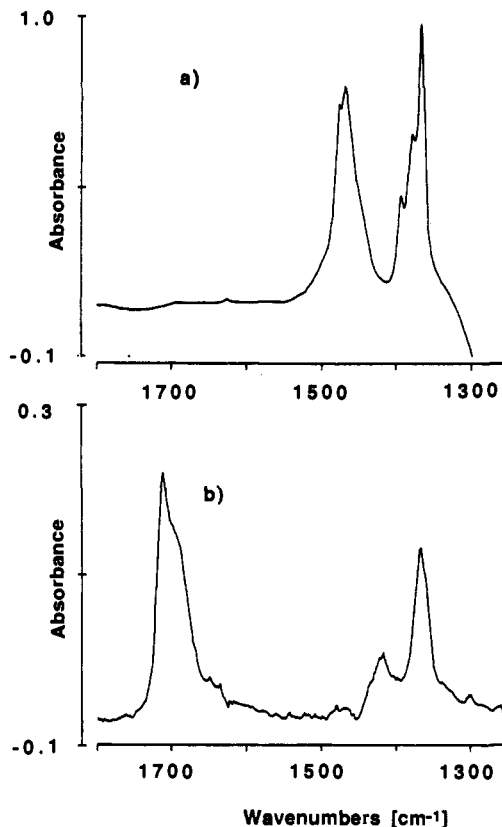 1.0
a)
Absorbance
-0.1
1700 1500 1300
0.3
b)
Absorbance
-0.1
1700 1500 1300
Wavenumbers [cm-1]